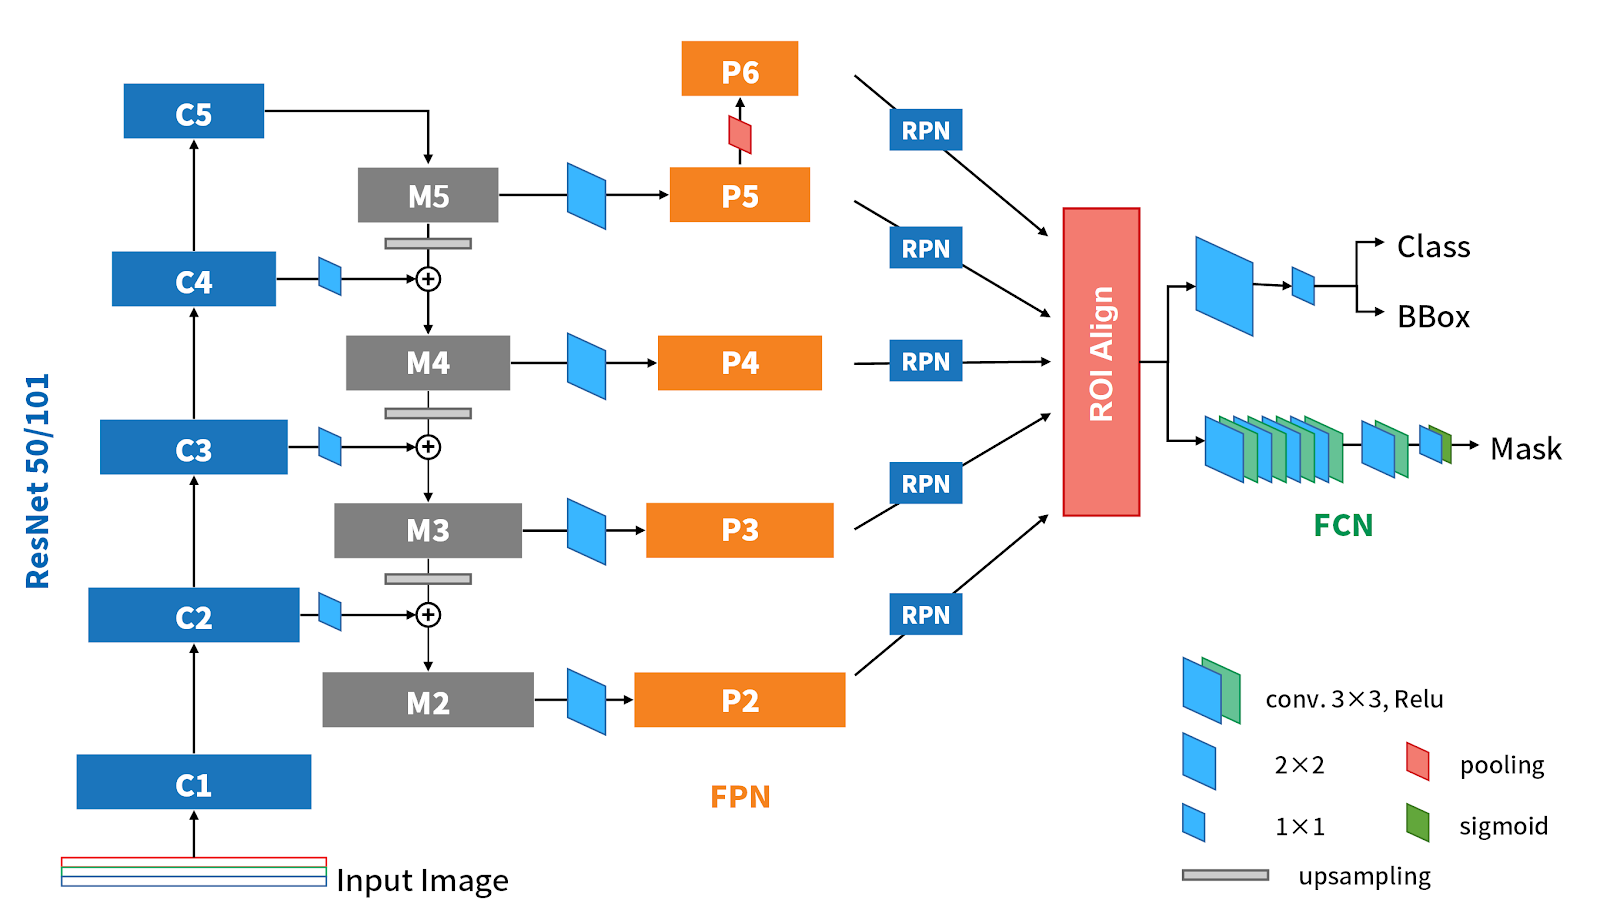 P6
C5
RPN
M5
P5
RPN
Class
C4
BBox
M4
P4
RPN
ROI Align
ResNet 50/101
C3
Mask
RPN
M3
P3
FCN
C2
RPN
M2
P2
conv. 3×3, Relu
2×2
pooling
C1
FPN
1×1
sigmoid
Input Image
upsampling